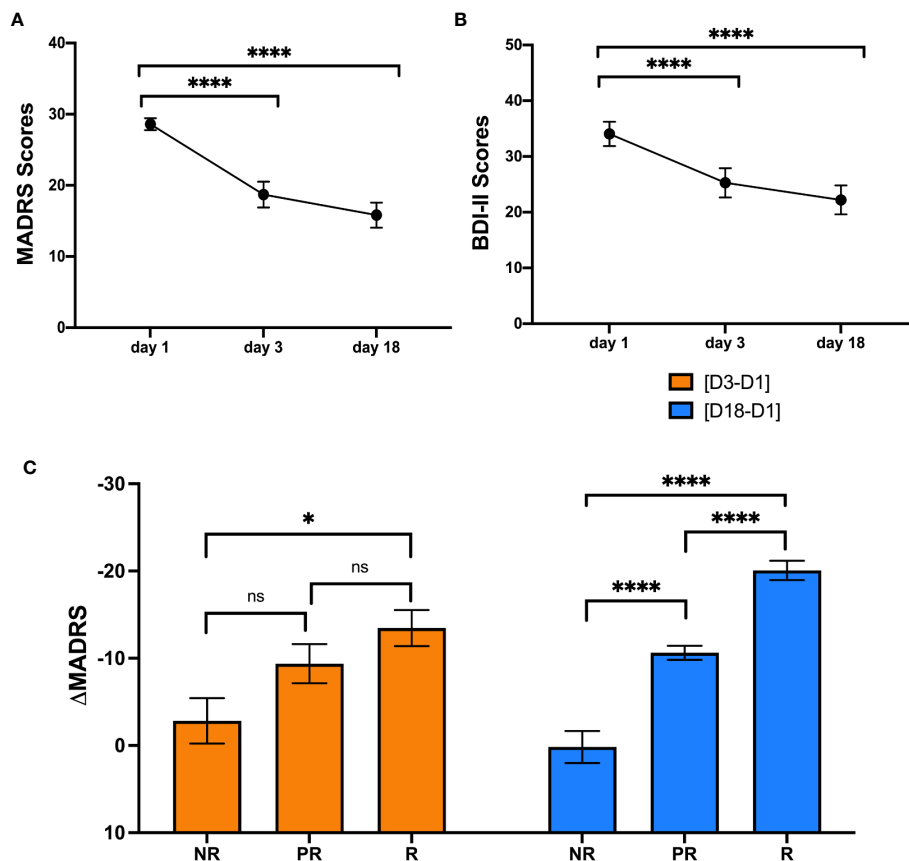 A
MADRS Scores
40
30
20
10
0
****
****
day 1 day 3 day 18
B
BDI-II Scores
50
40
30
20
10
0
****
****
day 1 day 3 day 18
[D3-D1]
[D18-D1]
C
ΔMADRS
-30
-20
-10
0
10
*
ns
ns
****
****
****
NR PR R NR PR R